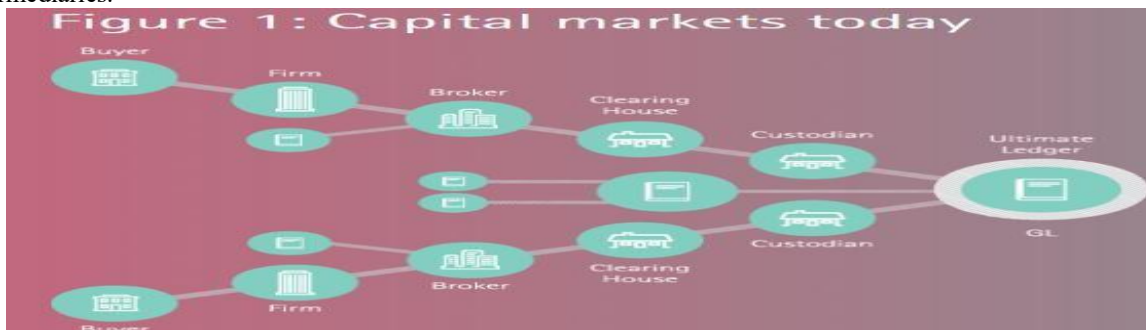 Figure 1: Capital markets today
Buyer
Firm
Broker
Clearing
House
Custodian
Ultimate
Ledger
GL
Custodian
Clearing
House
Broker
Firm
Buyer